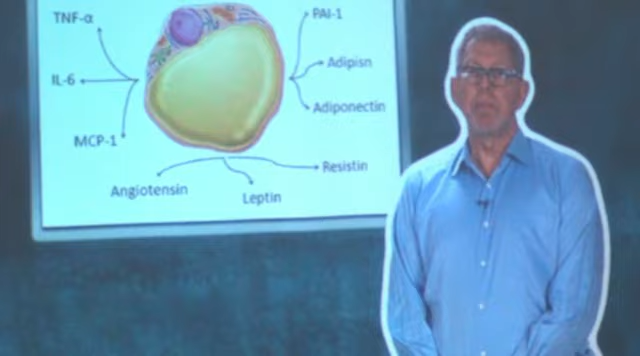 TNF-α
PAI-1
IL-6
Adipisn
Adiponectin
MCP-1
Resistin
Angiotensin
Leptin